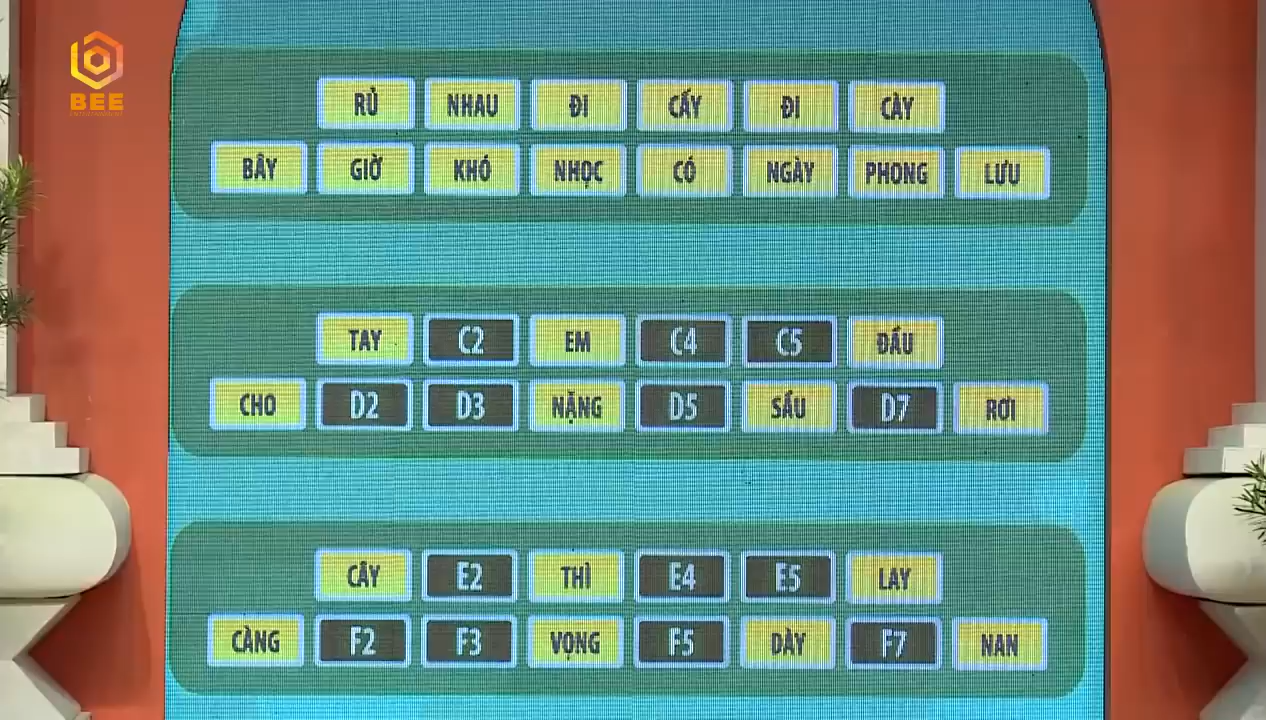 BEE
RỦ NHAU ĐI CẤY ĐI CÀY
BÂY GIỜ KHÓ NHỌC CÓ NGÀY PHONG LƯU
TAY C2 EM C4 C5 ĐẦU
CHO D2 D3 NẶNG D5 SẦU D7 RƠI
CÂY E2 THÌ E4 E5 LAY
CÀNG F2 F3 VỌNG F5 DÀY F7 NAN